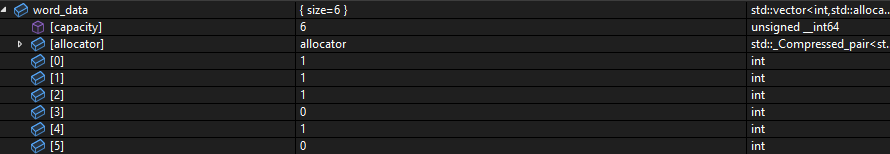 word_data { size=6 } std::vector<int,std::alloca...
[capacity] 6 unsigned __int64
[allocator] allocator std::_Compressed_pair<st...
[0] 1 int
[1] 1 int
[2] 1 int
[3] 0 int
[4] 1 int
[5] 0 int